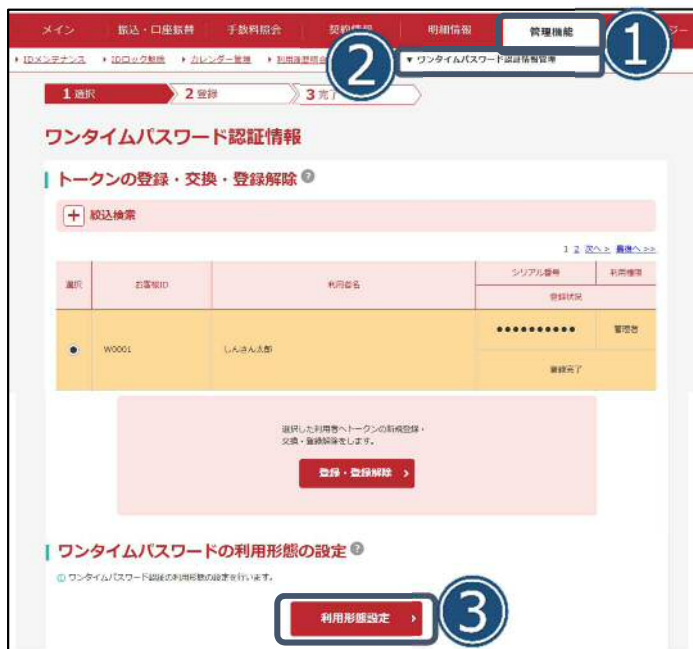 メイン 振込・口座振替 手数料照会 契約情報 明細情報 管理機能 1
IDメンテナンス IDロック解除 カレンダー管理 利用履歴照会 2 ワンタイムパスワード認証情報管理
1 選択 2 登録 3 完了
ワンタイムパスワード認証情報
トークンの登録・交換・登録解除 ?
+ 絞込検索
1 2 次へ > 最後へ >>
選択 お客様ID 利用者名 シリアル番号 利用権限
登録状況
W0001 しんきん太郎 ●●●●●●●●●● 管理者
登録完了
選択した利用者へトークンの新規登録・
交換・登録解除をします。
登録・登録解除 >
ワンタイムパスワードの利用形態の設定 ?
ワンタイムパスワード認証の利用形態の設定を行います。
利用形態設定 > 3